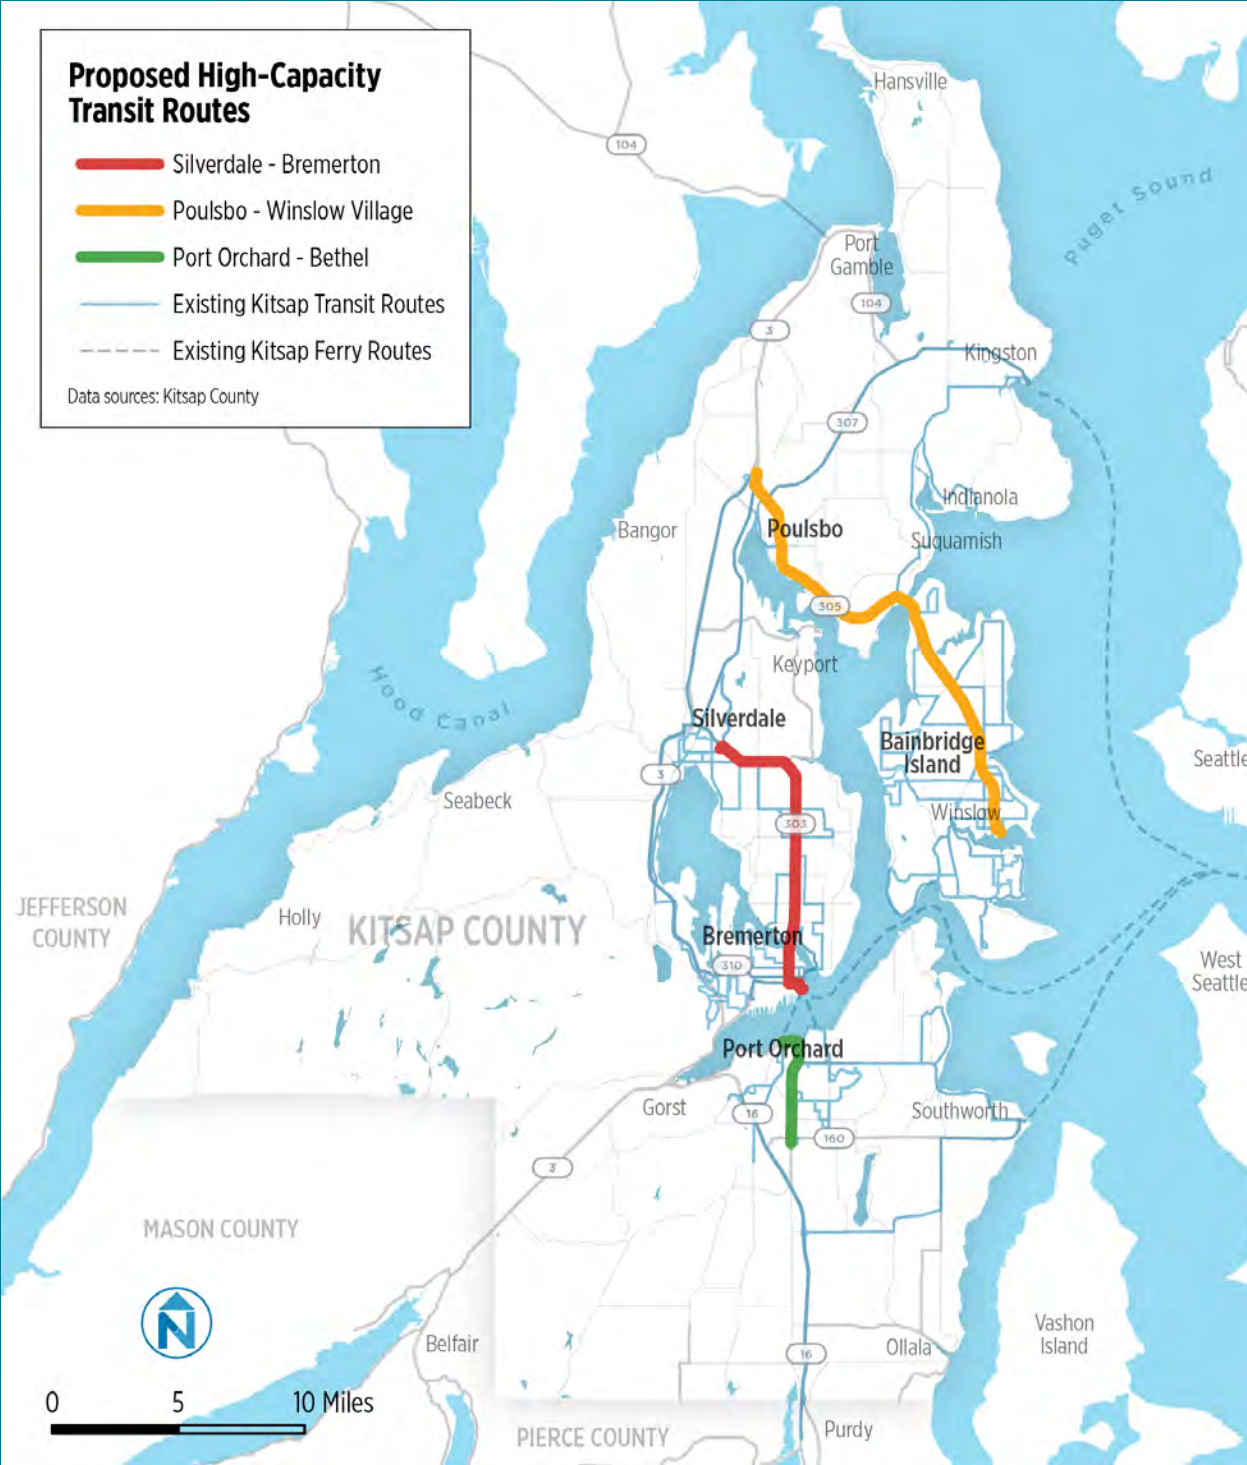 Proposed High-Capacity
Transit Routes
Silverdale - Bremerton
Poulsbo - Winslow Village
Port Orchard - Bethel
Existing Kitsap Transit Routes
Existing Kitsap Ferry Routes
Data sources: Kitsap County
Hansville
104
Puget Sound
Port
Gamble
104
3
Kingston
307
Indianola
Bangor
Poulsbo
Suquamish
305
Keyport
Hood Canal
Silverdale
Bainbridge
Island
Seattle
3
Seabeck
Winslow
303
JEFFERSON
COUNTY
Holly
KITSAP COUNTY
Bremerton
310
West
Seattle
Port Orchard
Gorst
16
Southworth
160
3
MASON COUNTY
N
Vashon
Island
Belfair
16
Ollala
0 5 10 Miles
PIERCE COUNTY
Purdy